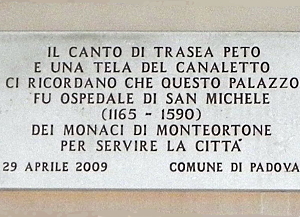 IL CANTO DI TRASEA PETO
E UNA TELA DEL CANALETTO
CI RICORDANO CHE QUESTO PALAZZO
FU OSPEDALE DI SAN MICHELE
(1165 - 1590)
DEI MONACI DI MONTEORTONE
PER SERVIRE LA CITTÀ
29 APRILE 2009 COMUNE DI PADOVA